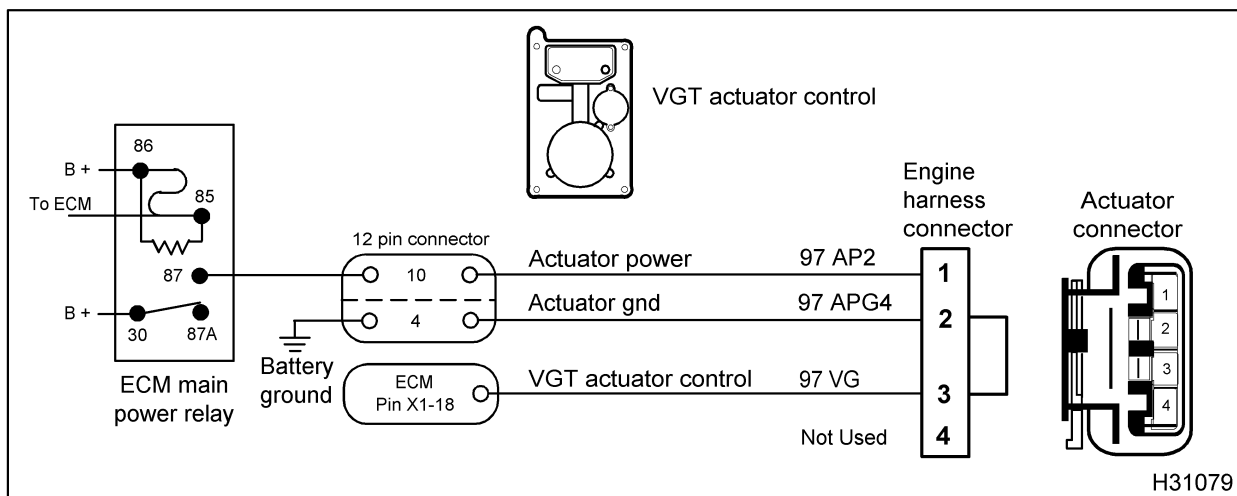 VGT actuator control
86
B +
85
To ECM
87
B +
30
87A
ECM main
power relay
12 pin connector
10
4
Battery
ground
ECM
Pin X1-18
Actuator power
97 AP2
Actuator gnd
97 APG4
VGT actuator control
97 VG
Not Used
Engine
harness
connector
1
2
3
4
Actuator
connector
1
2
3
4
H31079